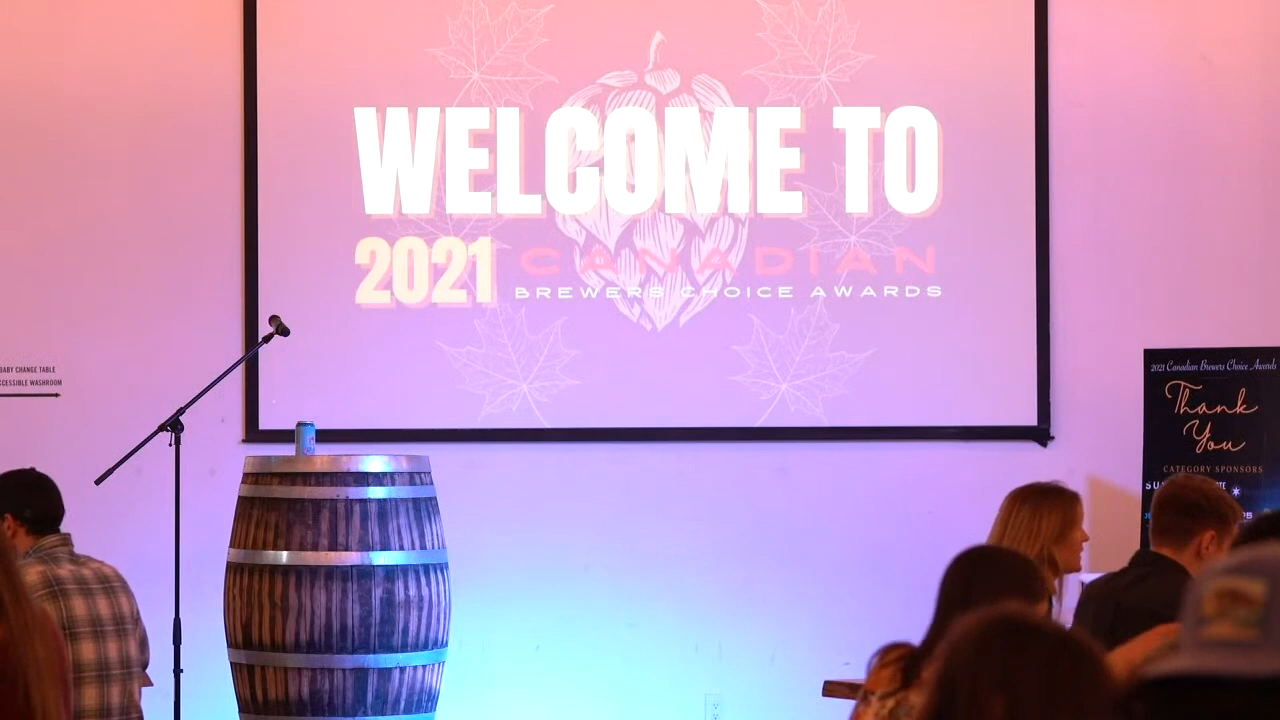 WELCOME TO
2021 CANADIAN
BREWERS CHOICE AWARDS
BABY CHANGE TABLE
ACCESSIBLE WASHROOM
2021 Canadian Brewers Choice Awards
Thank
You
CATEGORY SPONSORS